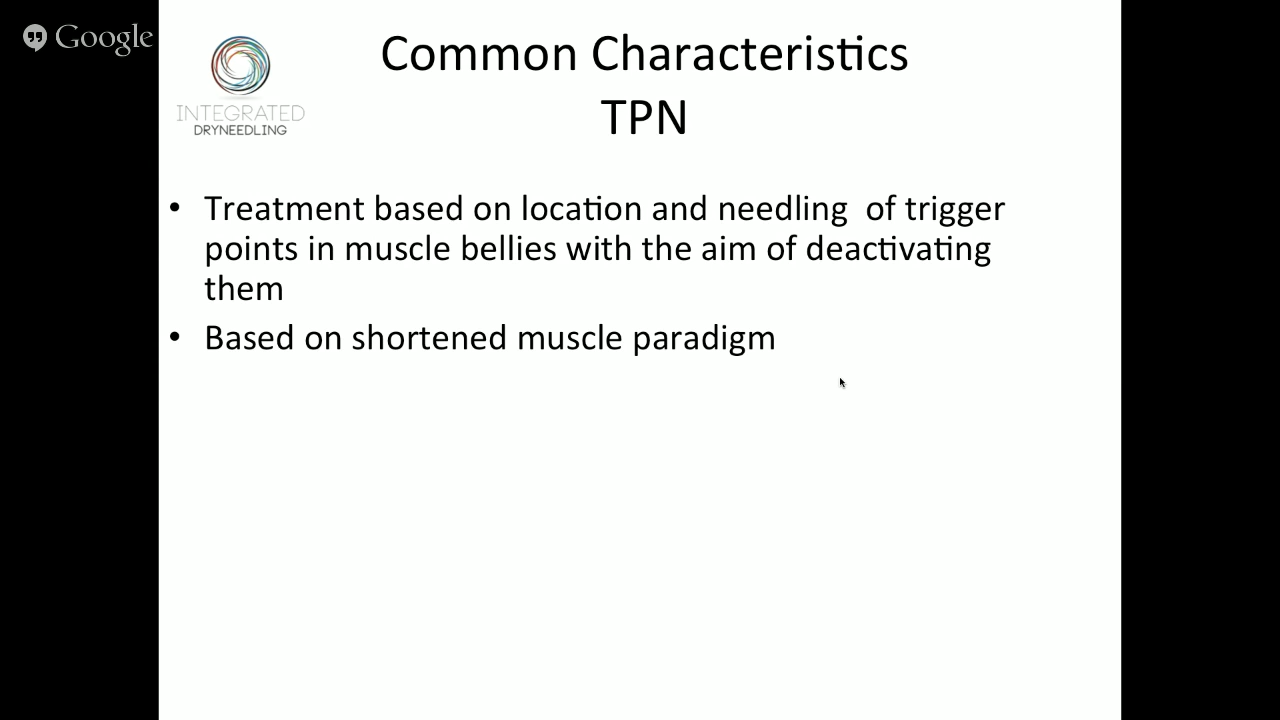 Google
INTEGRATED
DRYNEEDLING
Common Characteristics
TPN
• Treatment based on location and needling  of trigger
points in muscle bellies with the aim of deactivating
them
• Based on shortened muscle paradigm